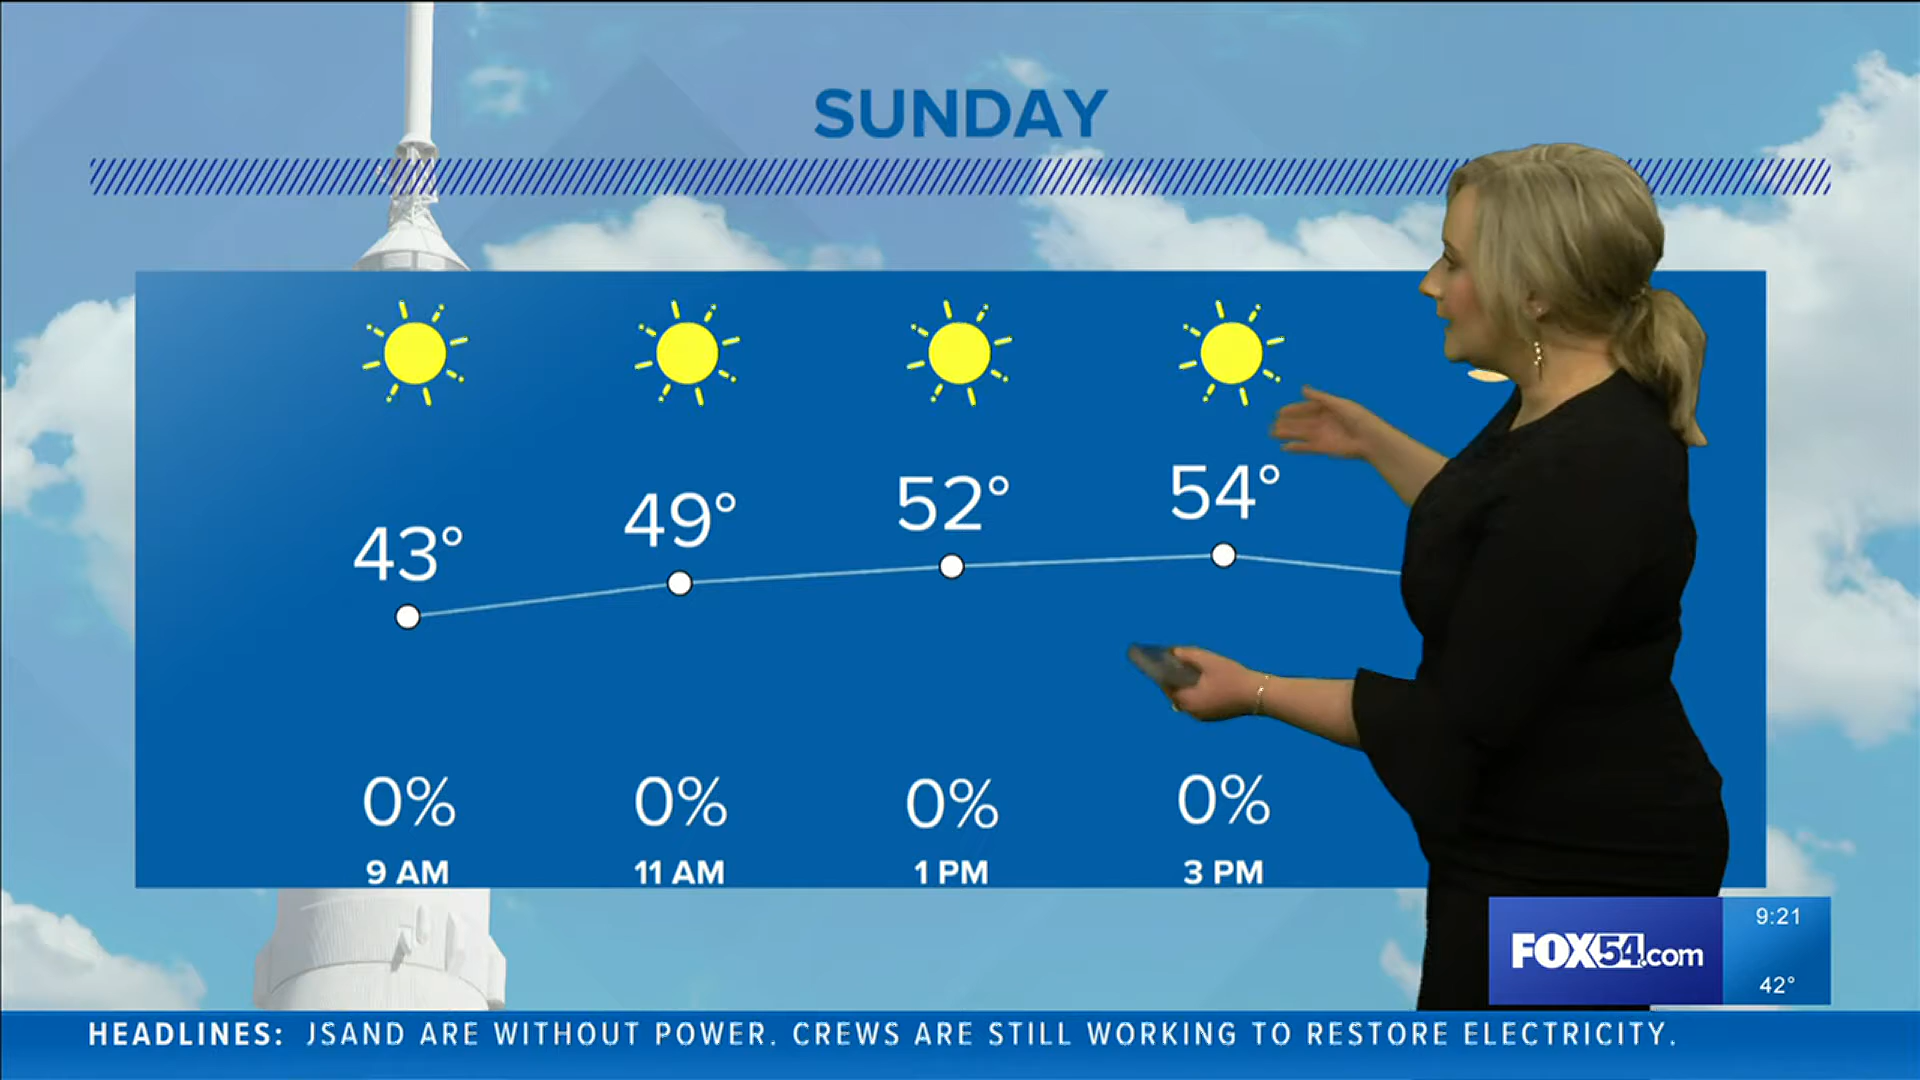 SUNDAY
43° 49° 52° 54°
0% 0% 0% 0%
9 AM 11 AM 1 PM 3 PM
FOX54.com
9:21
42°
HEADLINES: JSAND ARE WITHOUT POWER. CREWS ARE STILL WORKING TO RESTORE ELECTRICITY.